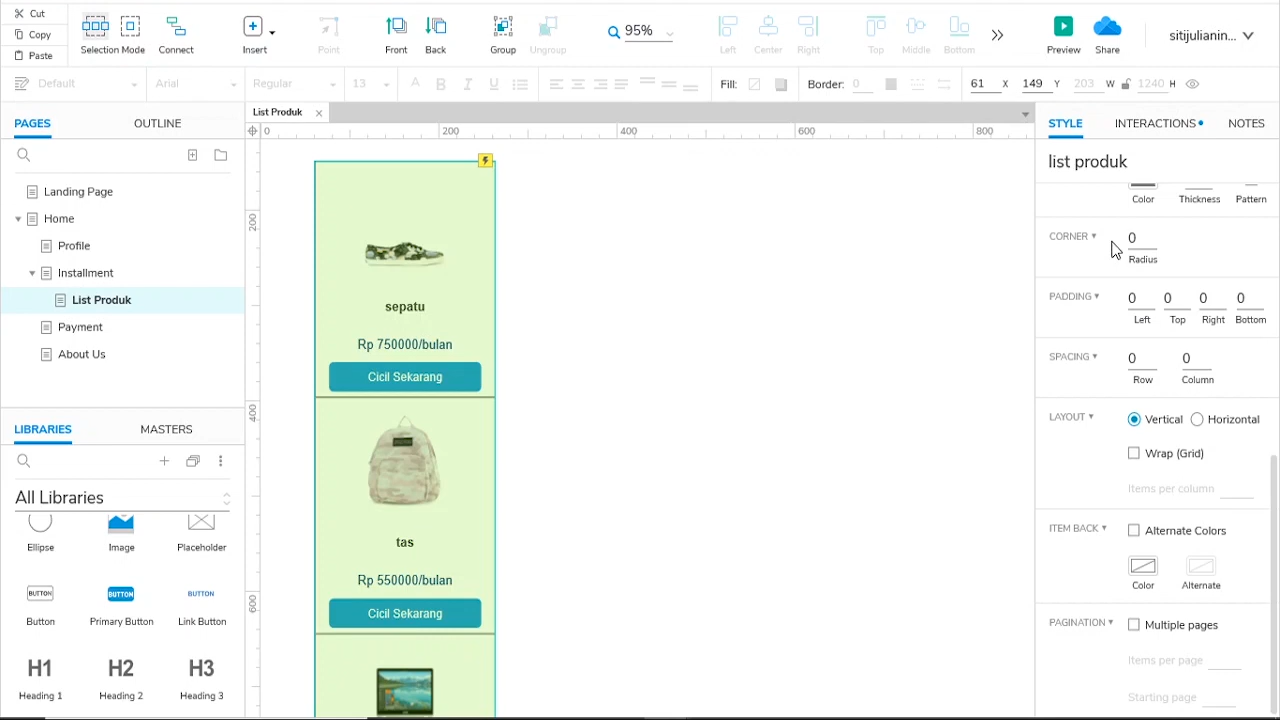 Cut
Copy
Paste
Selection Mode
Connect
Insert
Point
Front
Back
Group
Ungroup
95%
Left
Center
Right
Top
Middle
Bottom
Preview
Share
sitijulianin...
Default
Arial
Regular
13
A B I U
Fill:
Border: 0
61 X 149 Y 203 W 1240 H
PAGES
OUTLINE
Landing Page
Home
Profile
Installment
List Produk
Payment
About Us
LIBRARIES
MASTERS
All Libraries
Ellipse
Image
Placeholder
BUTTON
BUTTON
BUTTON
Button
Primary Button
Link Button
H1
H2
H3
Heading 1
Heading 2
Heading 3
List Produk
0
200
400
600
800
200
400
600
sepatu
Rp 750000/bulan
Cicil Sekarang
tas
Rp 550000/bulan
Cicil Sekarang
STYLE
INTERACTIONS
NOTES
list produk
Color
Thickness
Pattern
CORNER
0
Radius
PADDING
0 0 0 0
Left Top Right Bottom
SPACING
0 0
Row Column
LAYOUT
Vertical
Horizontal
Wrap (Grid)
Items per column
ITEM BACK
Alternate Colors
Color
Alternate
PAGINATION
Multiple pages
Items per page
Starting page